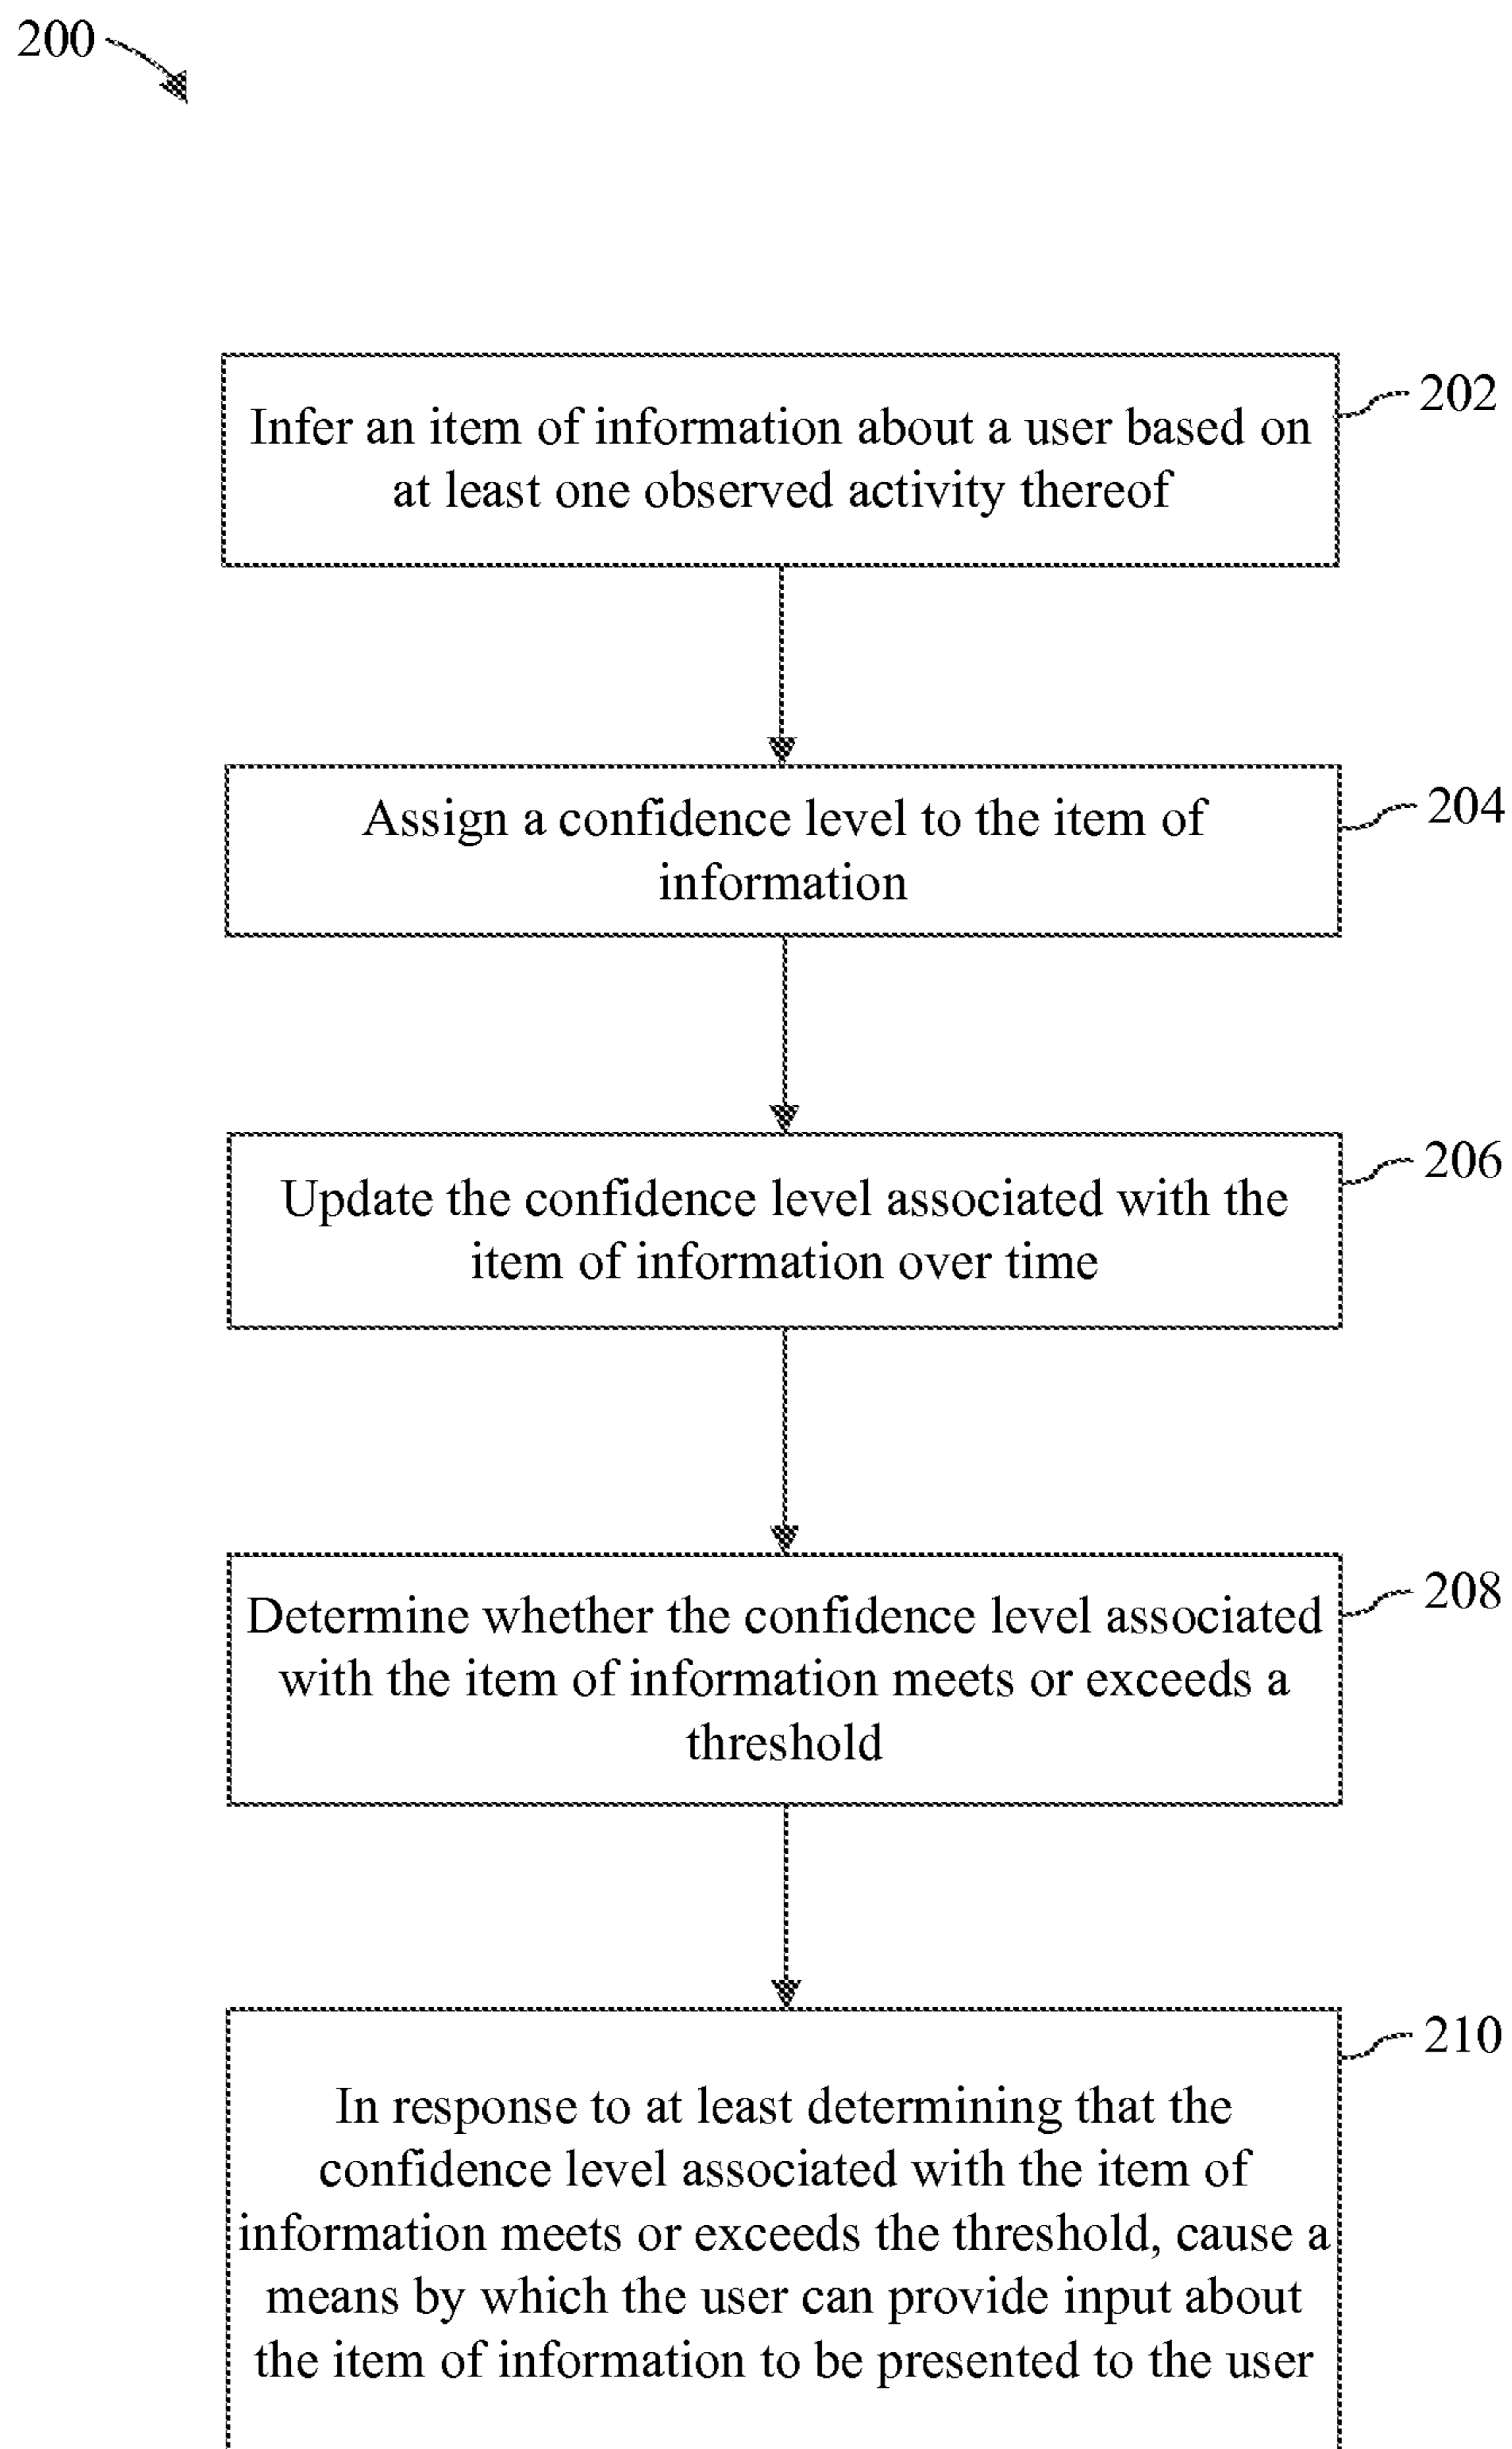 200
Infer an item of information about a user based on
at least one observed activity thereof
202
Assign a confidence level to the item of
information
204
Update the confidence level associated with the
item of information over time
206
Determine whether the confidence level associated
with the item of information meets or exceeds a
threshold
208
In response to at least determining that the
confidence level associated with the item of
information meets or exceeds the threshold, cause a
means by which the user can provide input about
the item of information to be presented to the user
210